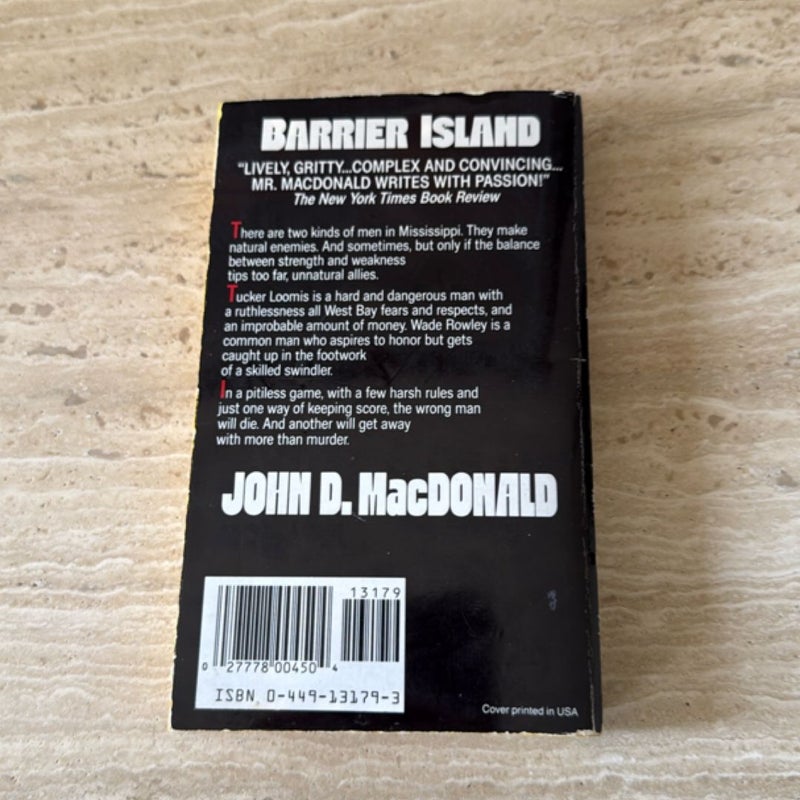 BARRIER ISLAND
"LIVELY, GRITTY...COMPLEX AND CONVINCING...
MR. MACDONALD WRITES WITH PASSION!"
The New York Times Book Review
There are two kinds of men in Mississippi. They make
natural enemies. And sometimes, but only if the balance
between strength and weakness
tips too far, unnatural allies.
Tucker Loomis is a hard and dangerous man with
a ruthlessness all West Bay fears and respects, and
an improbable amount of money. Wade Rowley is a
common man who aspires to honor but gets
caught up in the footwork
of a skilled swindler.
In a pitiless game, with a few harsh rules and
just one way of keeping score, the wrong man
will die. And another will get away
with more than murder.
JOHN D. MacDONALD
13179
0 27778 00450 4
ISBN 0-449-13179-3
Cover printed in USA